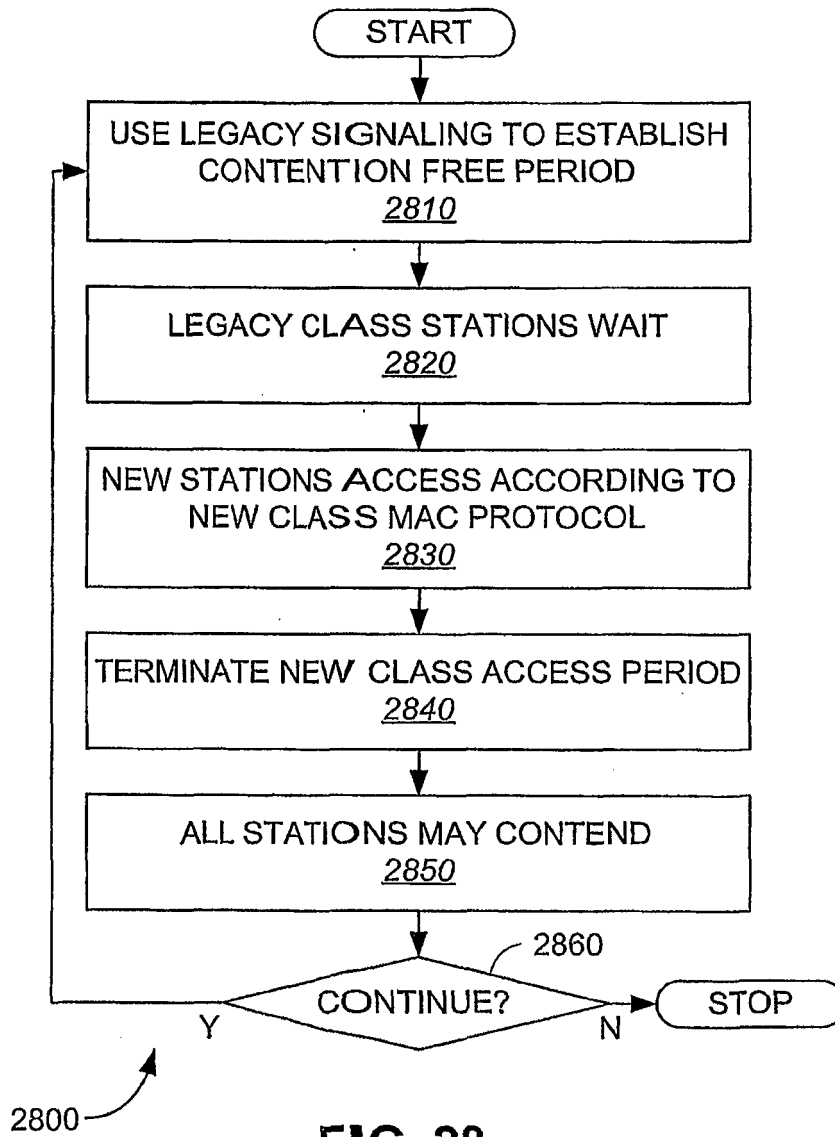 START
USE LEGACY SIGNALING TO ESTABLISH
CONTENTION FREE PERIOD
2810
LEGACY CLASS STATIONS WAIT
2820
NEW STATIONS ACCESS ACCORDING TO
NEW CLASS MAC PROTOCOL
2830
TERMINATE NEW CLASS ACCESS PERIOD
2840
ALL STATIONS MAY CONTEND
2850
2860
CONTINUE?
Y
N
STOP
2800
FIG. 28